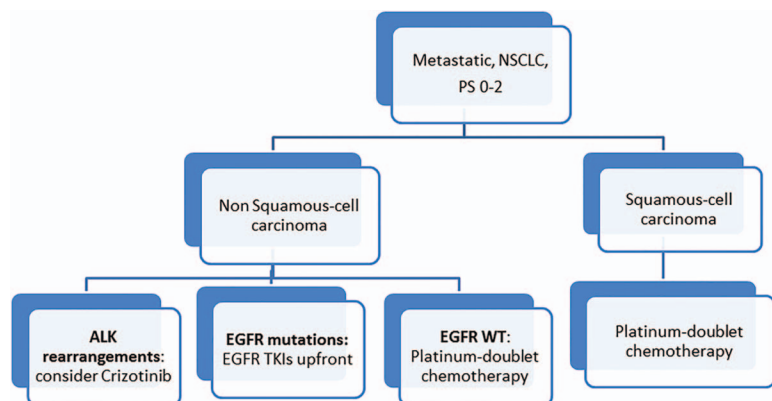 Metastatic, NSCLC,
PS 0-2
Non Squamous-cell
carcinoma
Squamous-cell
carcinoma
ALK
rearrangements:
consider Crizotinib
EGFR mutations:
EGFR TKIs upfront
EGFR WT:
Platinum-doublet
chemotherapy
Platinum-doublet
chemotherapy